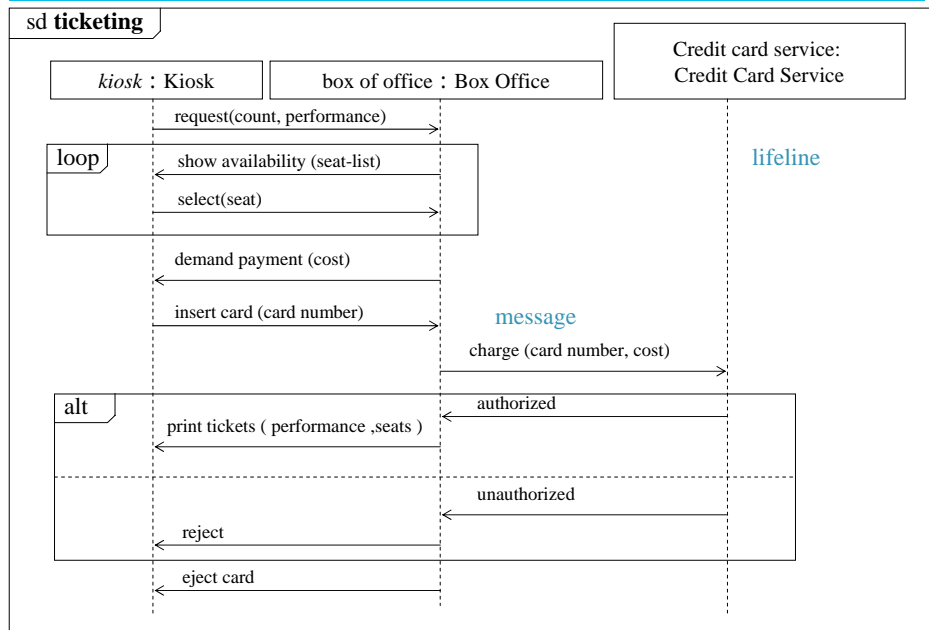 sd ticketing
Credit card service:
Credit Card Service
kiosk : Kiosk
box of office : Box Office
request(count, performance)
loop
show availability (seat-list)
lifeline
select(seat)
demand payment (cost)
insert card (card number)
message
charge (card number, cost)
alt
authorized
print tickets ( performance ,seats )
unauthorized
reject
eject card